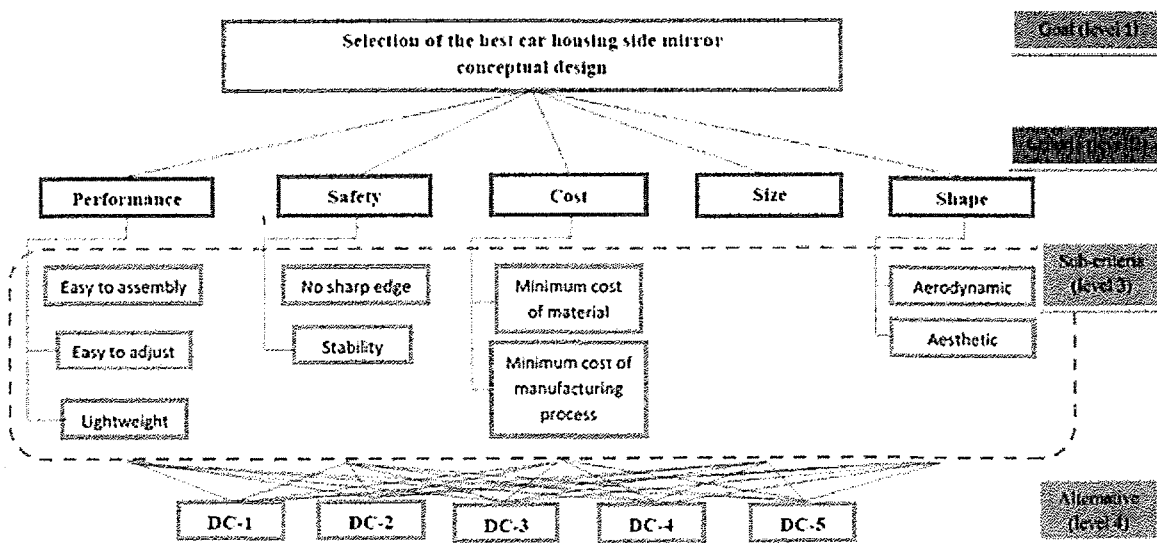 Selection of the best car housing side mirror
conceptual design
Goal (level 1)
Performance
Safety
Cost
Size
Shape
Easy to assembly
Easy to adjust
Lightweight
No sharp edge
Stability
Minimum cost
of material
Minimum cost of
manufacturing
process
Aerodynamic
Aesthetic
Sub-criteria
(level 3)
DC-1
DC-2
DC-3
DC-4
DC-5
Alternative
(level 4)